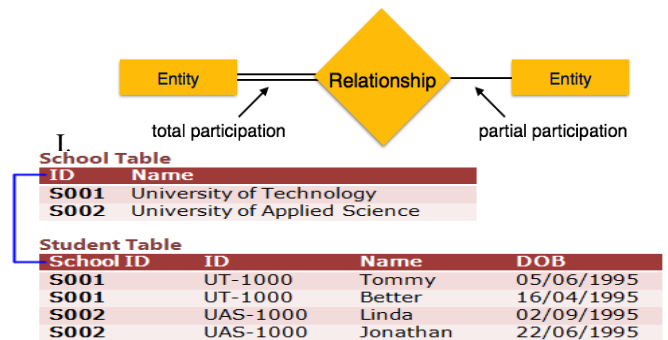 Entity Relationship Entity
total participation partial participation
I.
School Table
ID Name
S001 University of Technology
S002 University of Applied Science
Student Table
School ID ID Name DOB
S001 UT-1000 Tommy 05/06/1995
S001 UT-1000 Better 16/04/1995
S002 UAS-1000 Linda 02/09/1995
S002 UAS-1000 Jonathan 22/06/1995